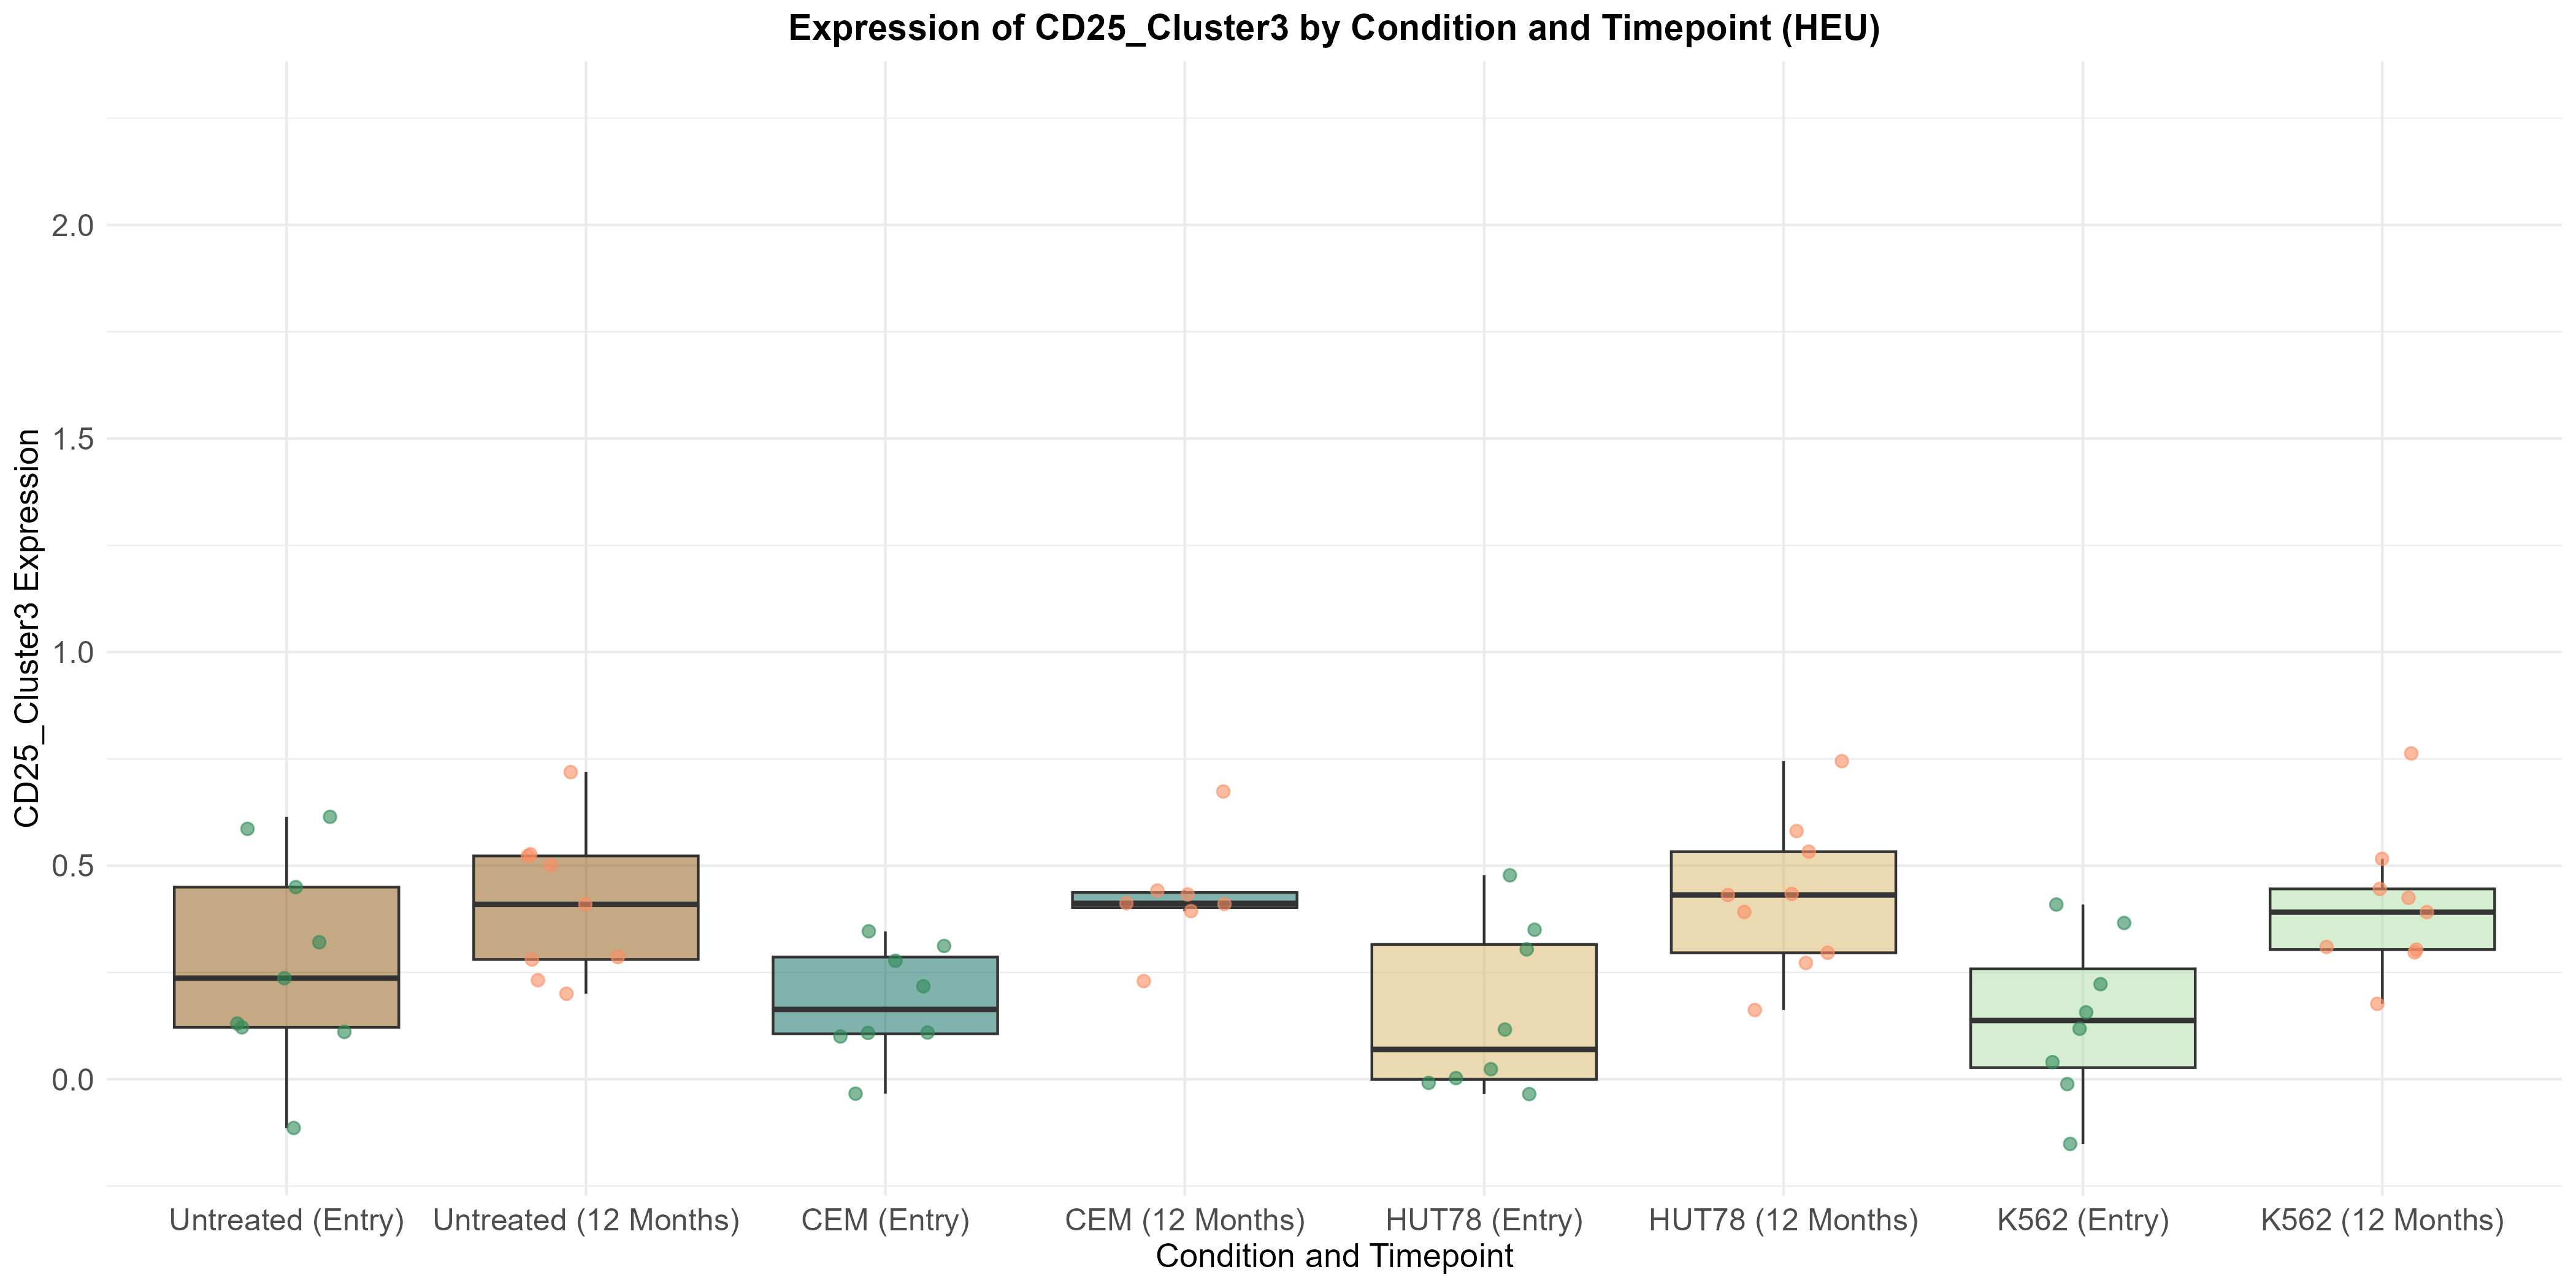 Expression of CD25_Cluster3 by Condition and Timepoint (HEU)
CD25_Cluster3 Expression
2.0
1.5
1.0
0.5
0.0
Untreated (Entry) Untreated (12 Months) CEM (Entry) CEM (12 Months) HUT78 (Entry) HUT78 (12 Months) K562 (Entry) K562 (12 Months)
Condition and Timepoint